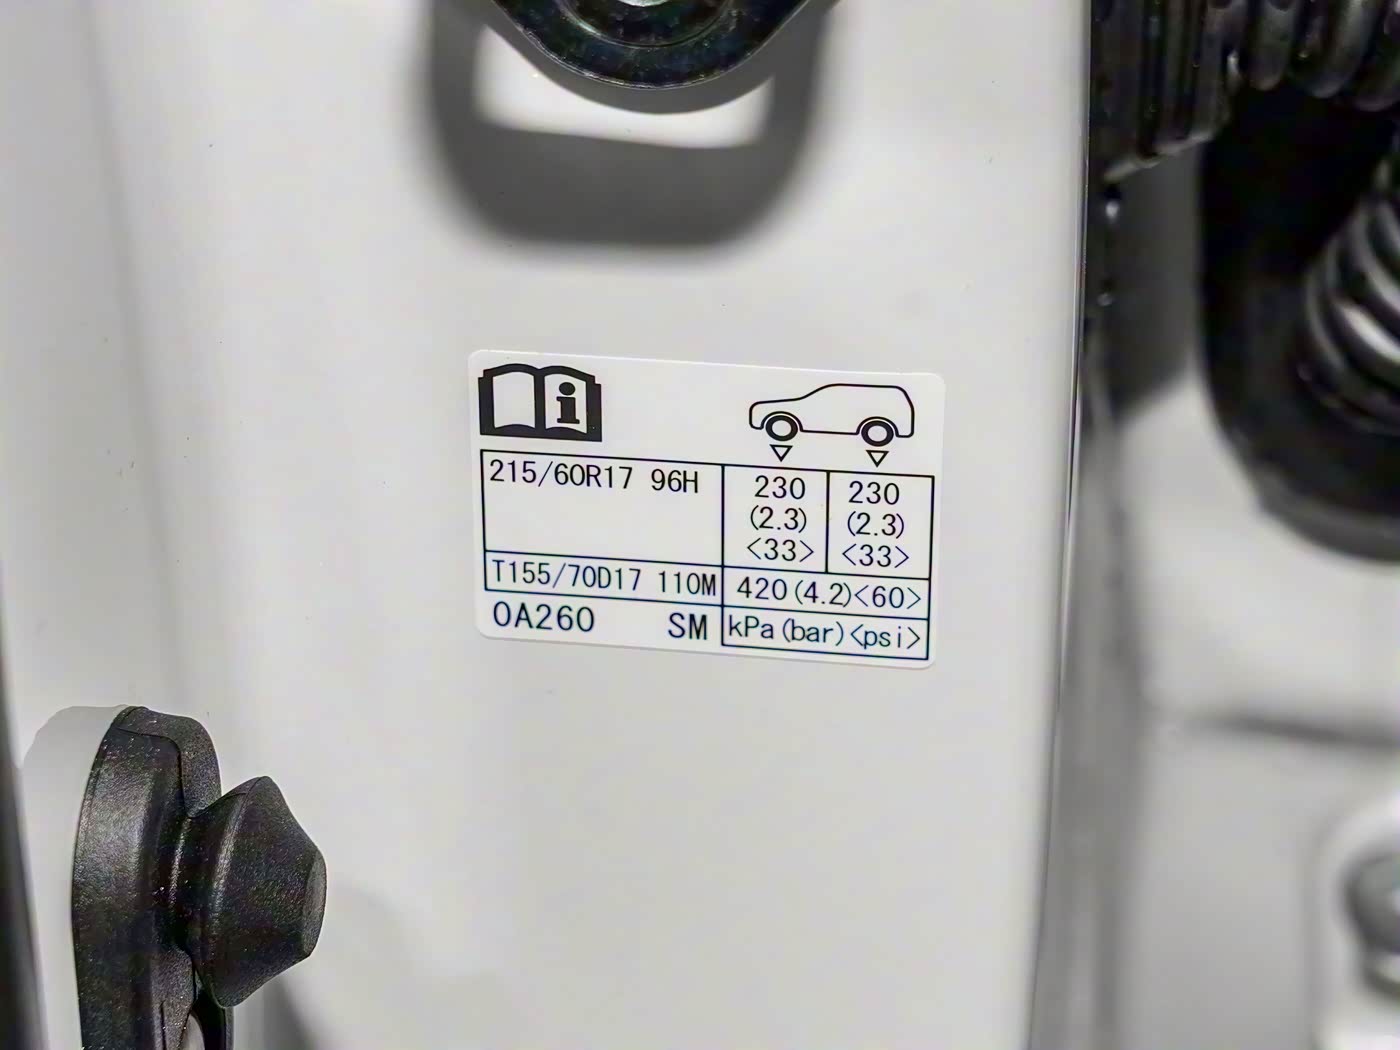 i
215/60R17 96H 230 230
(2.3) (2.3)
<33> <33>
T155/70D17 110M 420(4.2)<60>
0A260 SM kPa(bar)<psi>